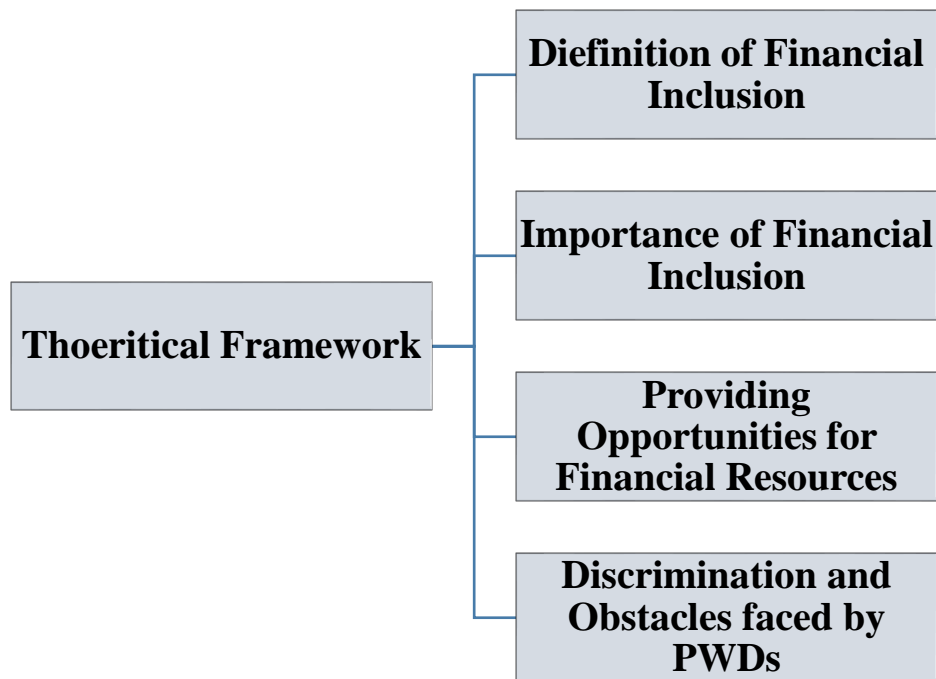 Diefinition of Financial
Inclusion
Importance of Financial
Inclusion
Thoeritical Framework
Providing
Opportunities for
Financial Resources
Discrimination and
Obstacles faced by
PWDs